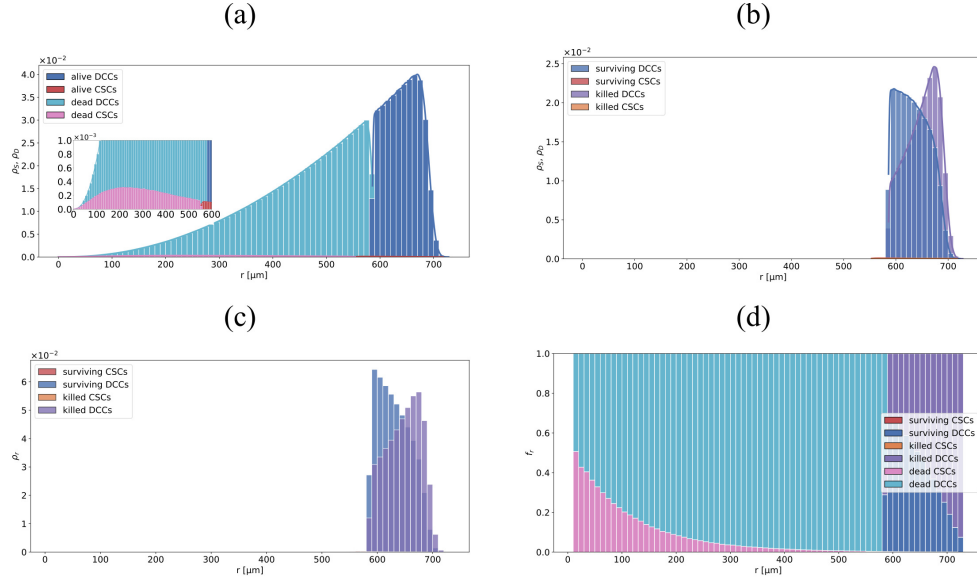 (a)
×10⁻²
4.0
3.5
3.0
2.5
2.0
1.5
1.0
0.5
0.0
ρS, ρD
alive DCCs
alive CSCs
dead DCCs
dead CSCs
×10⁻³
1.0
0.8
0.6
0.4
0.2
0.0
0 100 200 300 400 500 600
0 100 200 300 400 500 600 700
r [μm]
(b)
×10⁻²
2.5
2.0
1.5
1.0
0.5
0.0
ρS, ρD
surviving DCCs
surviving CSCs
killed DCCs
killed CSCs
0 100 200 300 400 500 600 700
r [μm]
(c)
×10⁻²
6
5
4
3
2
1
0
ρr
surviving CSCs
surviving DCCs
killed CSCs
killed DCCs
0 100 200 300 400 500 600 700
r [μm]
(d)
1.0
0.8
0.6
0.4
0.2
0.0
fr
surviving CSCs
surviving DCCs
killed CSCs
killed DCCs
dead CSCs
dead DCCs
0 100 200 300 400 500 600 700
r [μm]